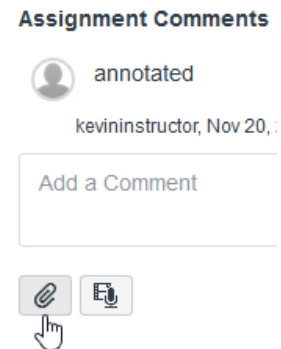 Assignment Comments
annotated
kevininstructor, Nov 20,
Add a Comment